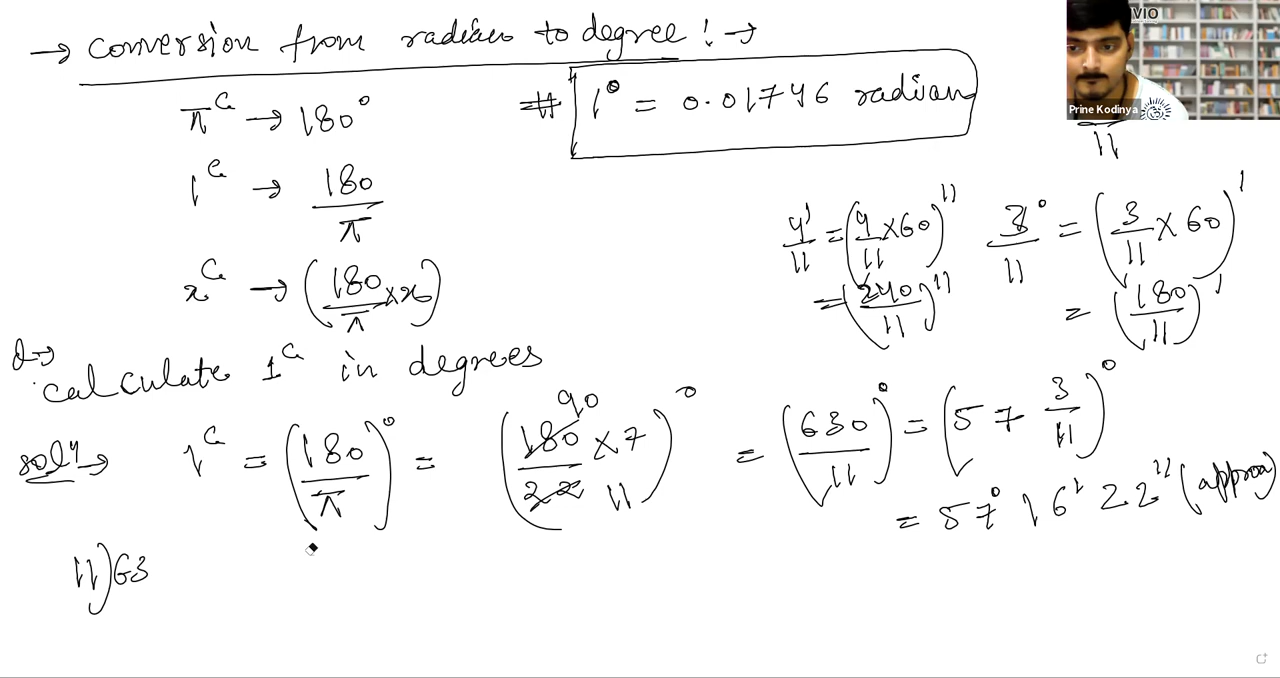 → conversion from radian to degree! →
π^c → 180°
# 1° = 0.01746 radian
1^c → 180/π
x^c → (180/π × x)
Q→ calculate 1^c in degrees
sol^n → 1^c = (180/π)° = (180/22 × 7)° = (630/11)° = (57 3/11)°
90
11
= 57° 16' 22'' (approx)
4'/11 = (4/11 × 60)''
= (240/11)''
11
3°/11 = (3/11 × 60)'
= (180/11)'
11)63
VIO
Prine Kodinya